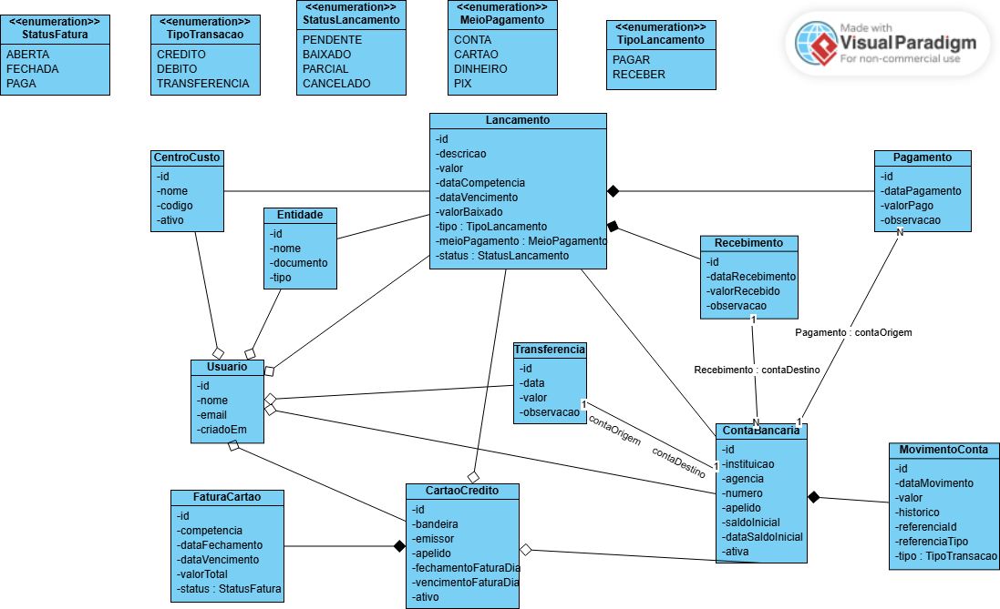 <<enumeration>>
StatusFatura
ABERTA
FECHADA
PAGA
<<enumeration>>
TipoTransacao
CREDITO
DEBITO
TRANSFERENCIA
<<enumeration>>
StatusLancamento
PENDENTE
BAIXADO
PARCIAL
CANCELADO
<<enumeration>>
MeioPagamento
CONTA
CARTAO
DINHEIRO
PIX
<<enumeration>>
TipoLancamento
PAGAR
RECEBER
Made with
VisualParadigm
For non-commercial use
Lancamento
-id
-descricao
-valor
-dataCompetencia
-dataVencimento
-valorBaixado
-tipo : TipoLancamento
-meioPagamento : MeioPagamento
-status : StatusLancamento
CentroCusto
-id
-nome
-codigo
-ativo
Entidade
-id
-nome
-documento
-tipo
Pagamento
-id
-dataPagamento
-valorPago
-observacao
N
Recebimento
-id
-dataRecebimento
-valorRecebido
-observacao
1
Pagamento : contaOrigem
Recebimento : contaDestino
N
1
Usuario
-id
-nome
-email
-criadoEm
Transferencia
-id
-data
-valor
-observacao
1
contaOrigem
contaDestino
1
ContaBancaria
-id
-instituicao
-agencia
-numero
-apelido
-saldoInicial
-dataSaldoInicial
-ativa
MovimentoConta
-id
-dataMovimento
-valor
-historico
-referenciaId
-referenciaTipo
-tipo : TipoTransacao
FaturaCartao
-id
-competencia
-dataFechamento
-dataVencimento
-valorTotal
-status : StatusFatura
CartaoCredito
-id
-bandeira
-emissor
-apelido
-fechamentoFaturaDia
-vencimentoFaturaDia
-ativo